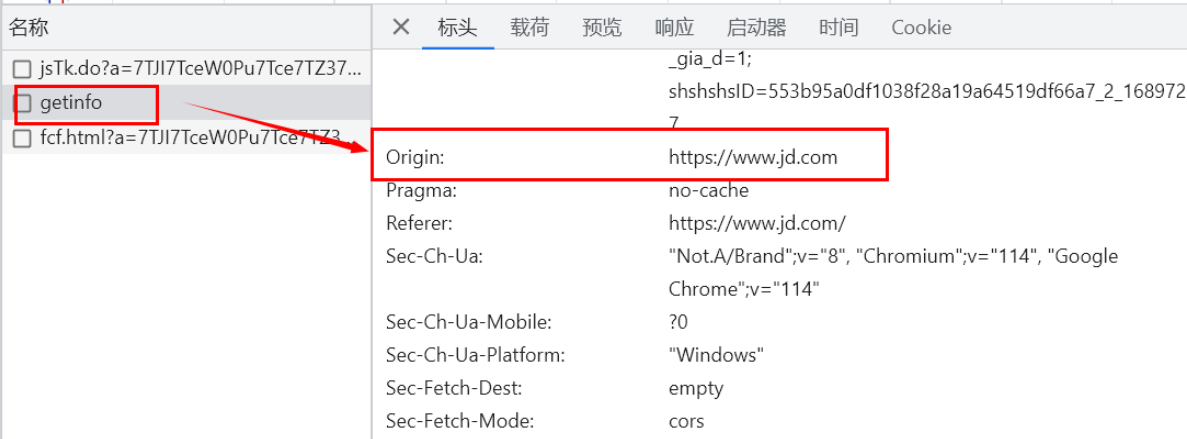 名称
jsTk.do?a=7TJI7TceW0Pu7Tce7TZ37...
getinfo
fcf.html?a=7TJI7TceW0Pu7Tce7TZ3...
标头 载荷 预览 响应 启动器 时间 Cookie
_gia_d=1;
shshshsID=553b95a0df1038f28a19a64519df66a7_2_168972
7
Origin: https://www.jd.com
Pragma: no-cache
Referer: https://www.jd.com/
Sec-Ch-Ua: "Not.A/Brand";v="8", "Chromium";v="114", "Google
Chrome";v="114"
Sec-Ch-Ua-Mobile: ?0
Sec-Ch-Ua-Platform: "Windows"
Sec-Fetch-Dest: empty
Sec-Fetch-Mode: cors